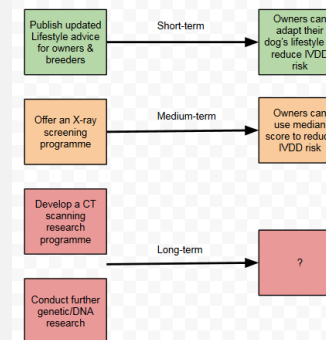 Publish updated
Lifestyle advice
for owners &
breeders
Short-term
Owners can
adapt their
dog's lifestyle
reduce IVDD
risk
Offer an X-ray
screening
programme
Medium-term
Owners can
use median
score to reduc
IVDD risk
Develop a CT
scanning
research
programme
Long-term
?
Conduct further
genetic/DNA
research